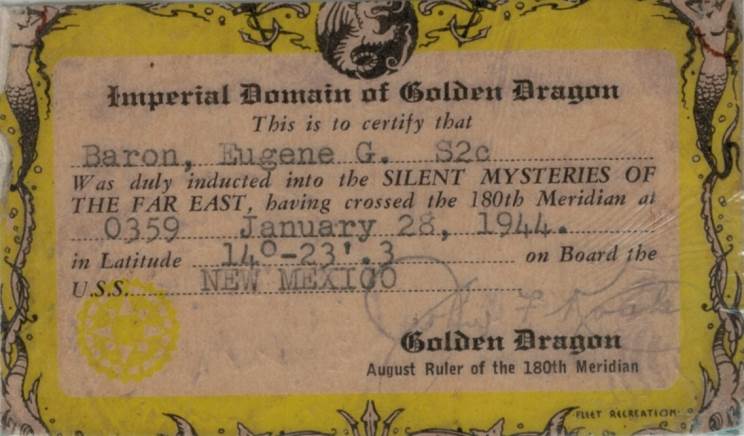 Imperial Domain of Golden Dragon
This is to certify that
Baron, Eugene G. S2c
Was duly inducted into the SILENT MYSTERIES OF
THE FAR EAST, having crossed the 180th Meridian at
0359 January 28, 1944.
in Latitude 14°-23'.3 on Board the
U.S.S. NEW MEXICO
Golden Dragon
August Ruler of the 180th Meridian
FLEET RECREATION